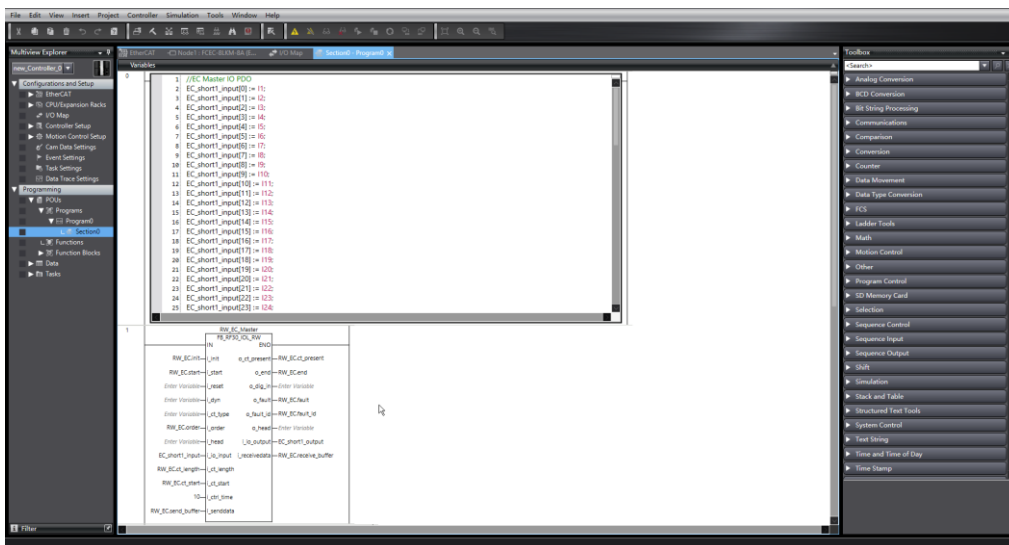 File Edit View Insert Project Controller Simulation Tools Window Help
Multiview Explorer
new_Controller_0
Configurations and Setup
EtherCAT
CPU/Expansion Racks
I/O Map
Controller Setup
Motion Control Setup
Cam Data Settings
Event Settings
Task Settings
Data Trace Settings
Programming
POUs
Programs
Program0
Section0
Functions
Function Blocks
Data
Tasks
Filter
EtherCAT
I/O Map
Section0 - Program0
Variables
0
1 //EC Master IO PDO
2 EC_short1_input[0] := I1;
3 EC_short1_input[1] := I2;
4 EC_short1_input[2] := I3;
5 EC_short1_input[3] := I4;
6 EC_short1_input[4] := I5;
7 EC_short1_input[5] := I6;
8 EC_short1_input[6] := I7;
9 EC_short1_input[7] := I8;
10 EC_short1_input[8] := I9;
11 EC_short1_input[9] := I10;
12 EC_short1_input[10] := I11;
13 EC_short1_input[11] := I12;
14 EC_short1_input[12] := I13;
15 EC_short1_input[13] := I14;
16 EC_short1_input[14] := I15;
17 EC_short1_input[15] := I16;
18 EC_short1_input[16] := I17;
19 EC_short1_input[17] := I18;
20 EC_short1_input[18] := I19;
21 EC_short1_input[19] := I20;
22 EC_short1_input[20] := I21;
23 EC_short1_input[21] := I22;
24 EC_short1_input[22] := I23;
25 EC_short1_input[23] := I24;
1
RW_EC_Master
FB_RF50_IOL_RW
IN END
RW_EC.init i_init o_ct_present RW_EC.ct_present
RW_EC.start i_start o_end RW_EC.end
Enter Variable i_reset o_dig_in Enter Variable
Enter Variable i_dyn o_fault RW_EC.fault
Enter Variable i_ct_type o_fault_id RW_EC.fault_id
RW_EC.order i_order o_head Enter Variable
Enter Variable i_head i_io_output EC_short1_output
EC_short1_input i_io_input i_receivedata RW_EC.receive_buffer
RW_EC.ct_length i_ct_length
RW_EC.ct_start i_ct_start
10 i_ctrl_time
RW_EC.send_buffer i_senddata
Toolbox
<Search>
Analog Conversion
BCD Conversion
Bit String Processing
Communications
Comparison
Conversion
Counter
Data Movement
Data Type Conversion
FCS
Ladder Tools
Math
Motion Control
Other
Program Control
SD Memory Card
Selection
Sequence Control
Sequence Input
Sequence Output
Shift
Simulation
Stack and Table
Structured Text Tools
System Control
Text String
Time and Time of Day
Time Stamp